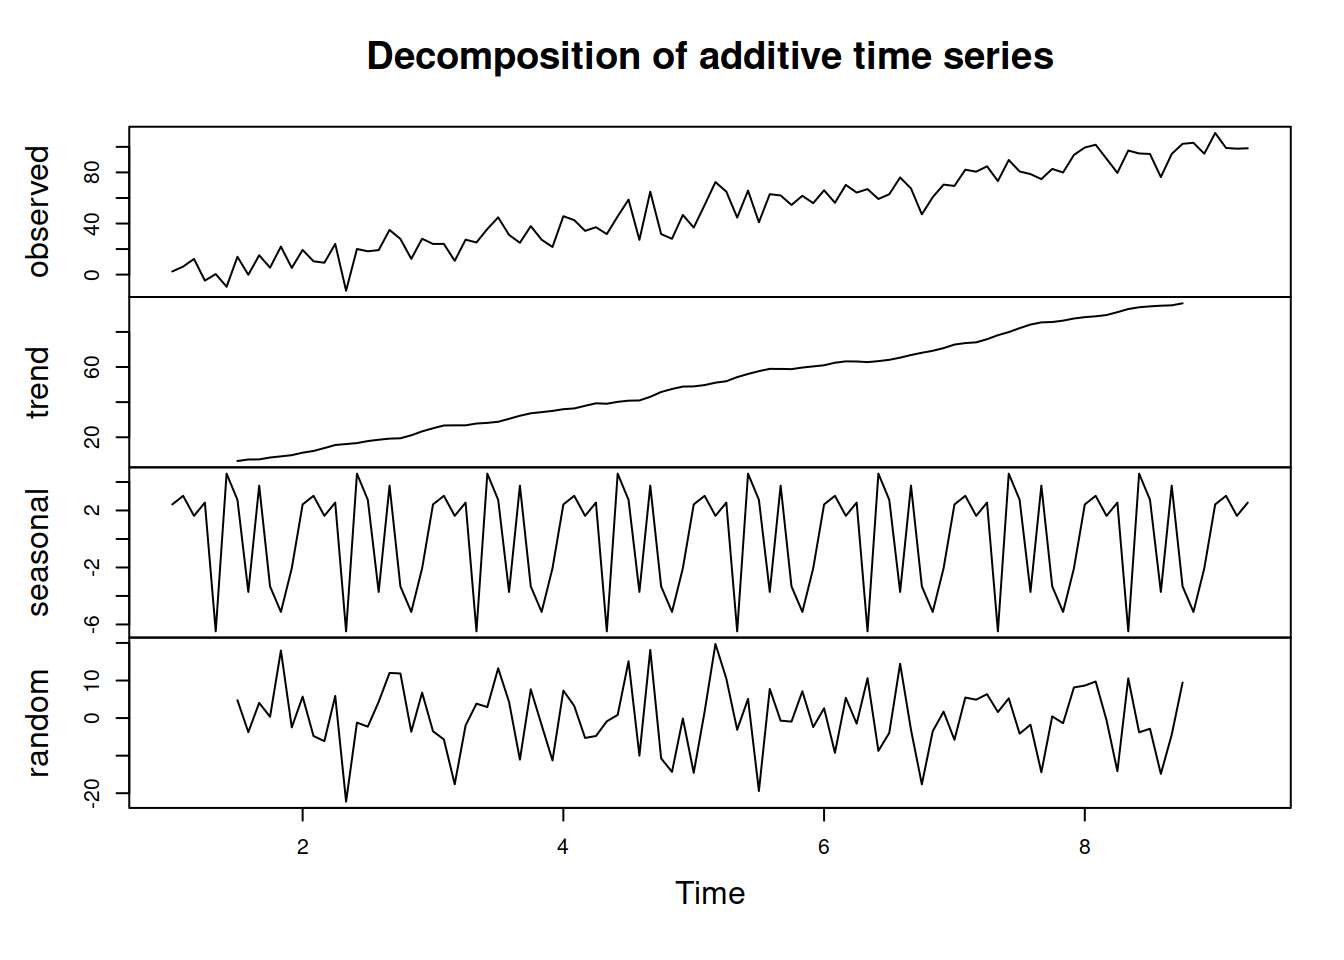 Decomposition of additive time series
observed
0 40 80
trend
20 60
seasonal
-6 -2 2
random
-20 0 10
2 4 6 8
Time